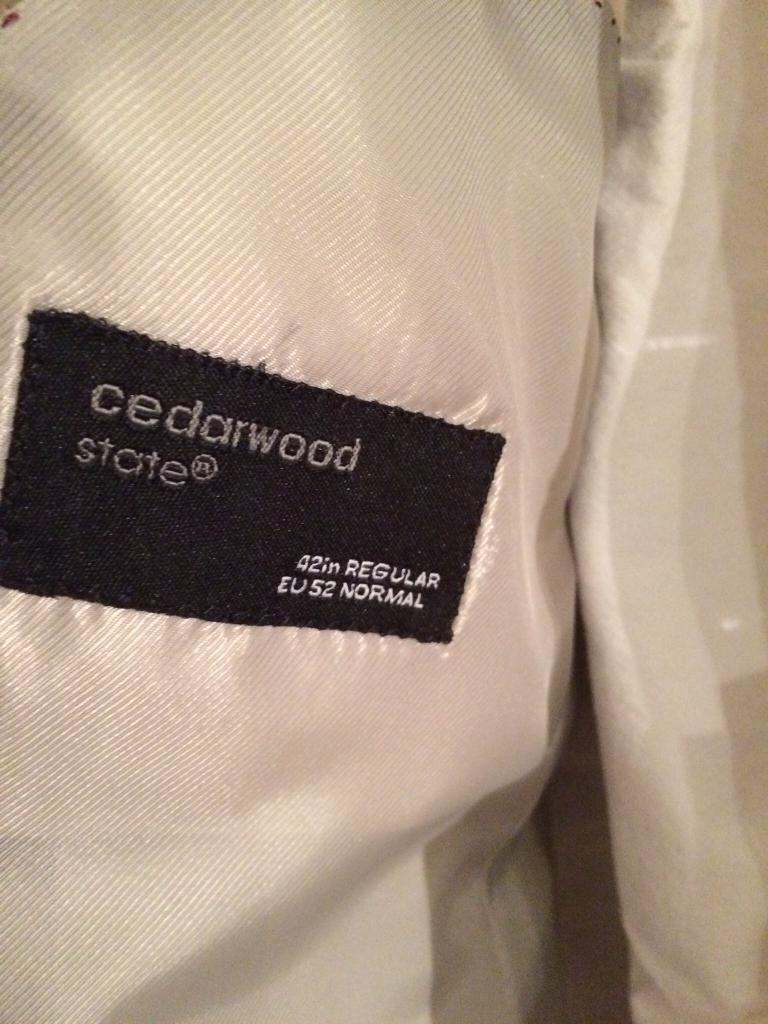 cedarwood
state®
42in REGULAR
EU 52 NORMAL